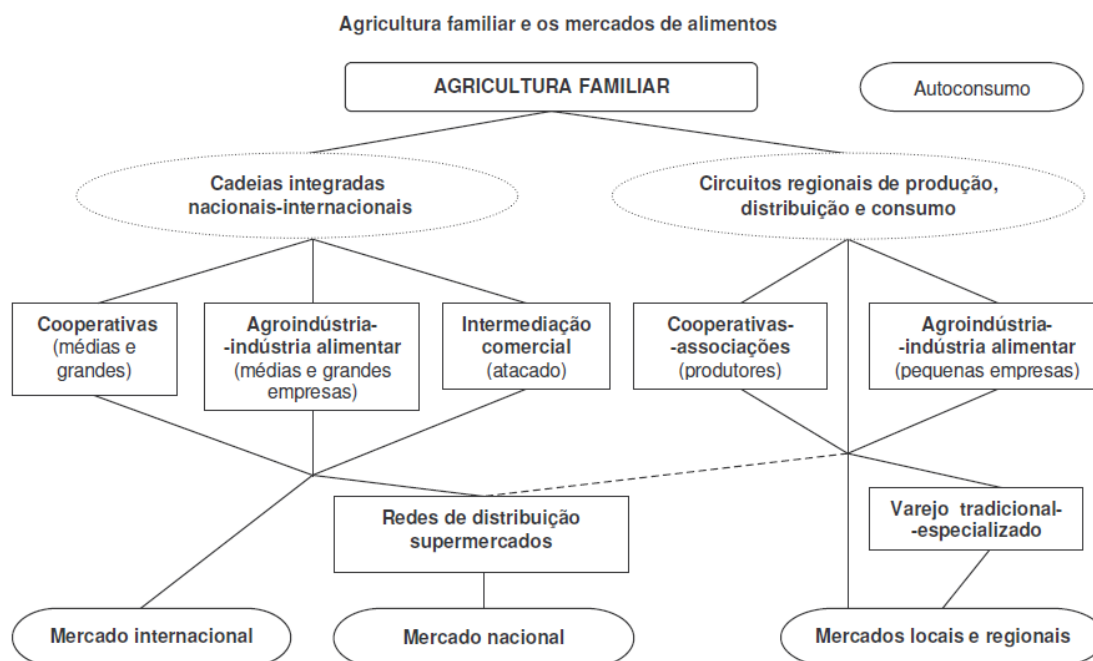 Agricultura familiar e os mercados de alimentos
AGRICULTURA FAMILIAR
Autoconsumo
Cadeias integradas
nacionais-internacionais
Circuitos regionais de produção,
distribuição e consumo
Cooperativas
(médias e
grandes)
Agroindústria-
-indústria alimentar
(médias e grandes
empresas)
Intermediação
comercial
(atacado)
Cooperativas-
-associações
(produtores)
Agroindústria-
-indústria alimentar
(pequenas empresas)
Redes de distribuição
supermercados
Varejo tradicional-
-especializado
Mercado internacional
Mercado nacional
Mercados locais e regionais